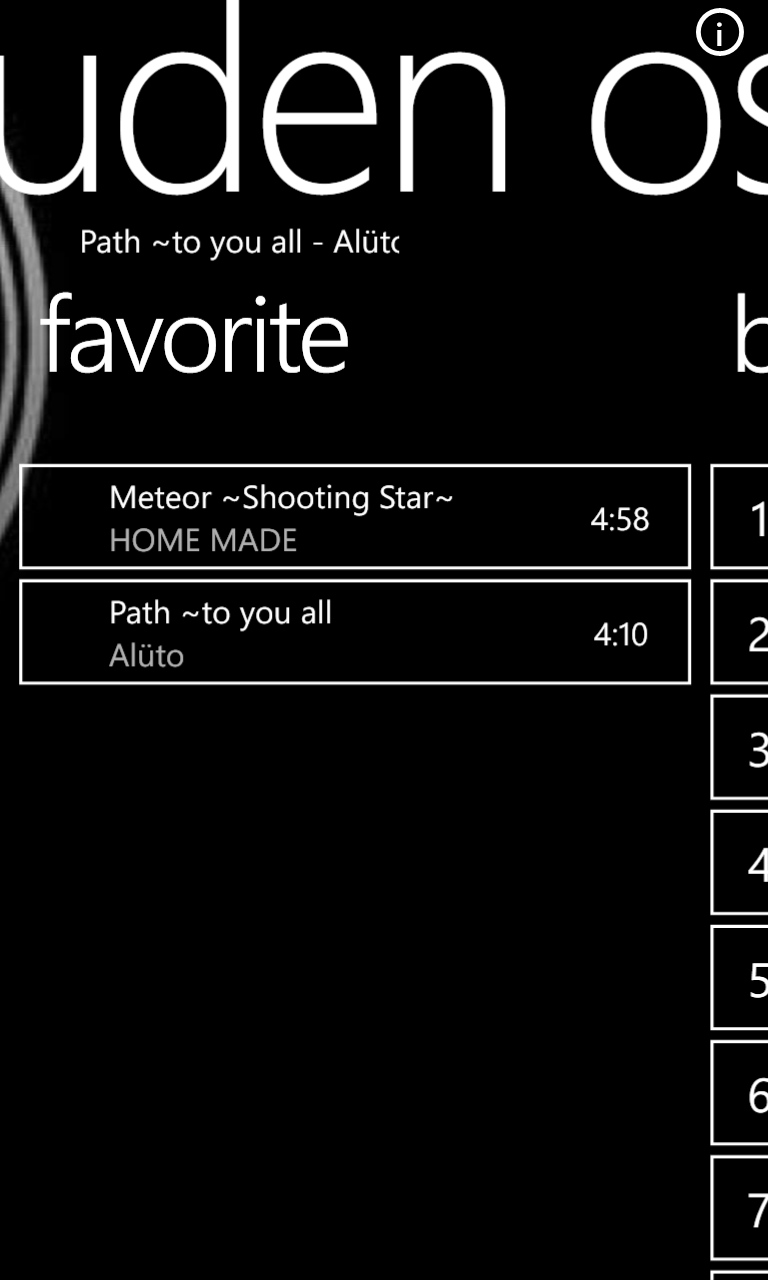 uden os
Path ~to you all - Alüto
favorite
b
Meteor ~Shooting Star~
HOME MADE
4:58
Path ~to you all
Alüto
4:10
1
2
3
4
5
6
7